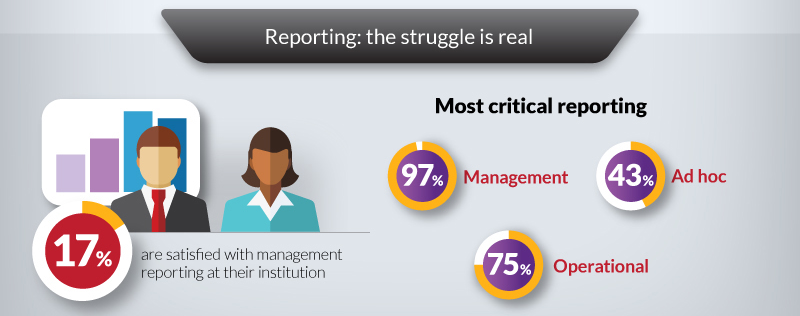 Reporting: the struggle is real
17%
are satisfied with management
reporting at their institution
Most critical reporting
97% Management
43% Ad hoc
75% Operational